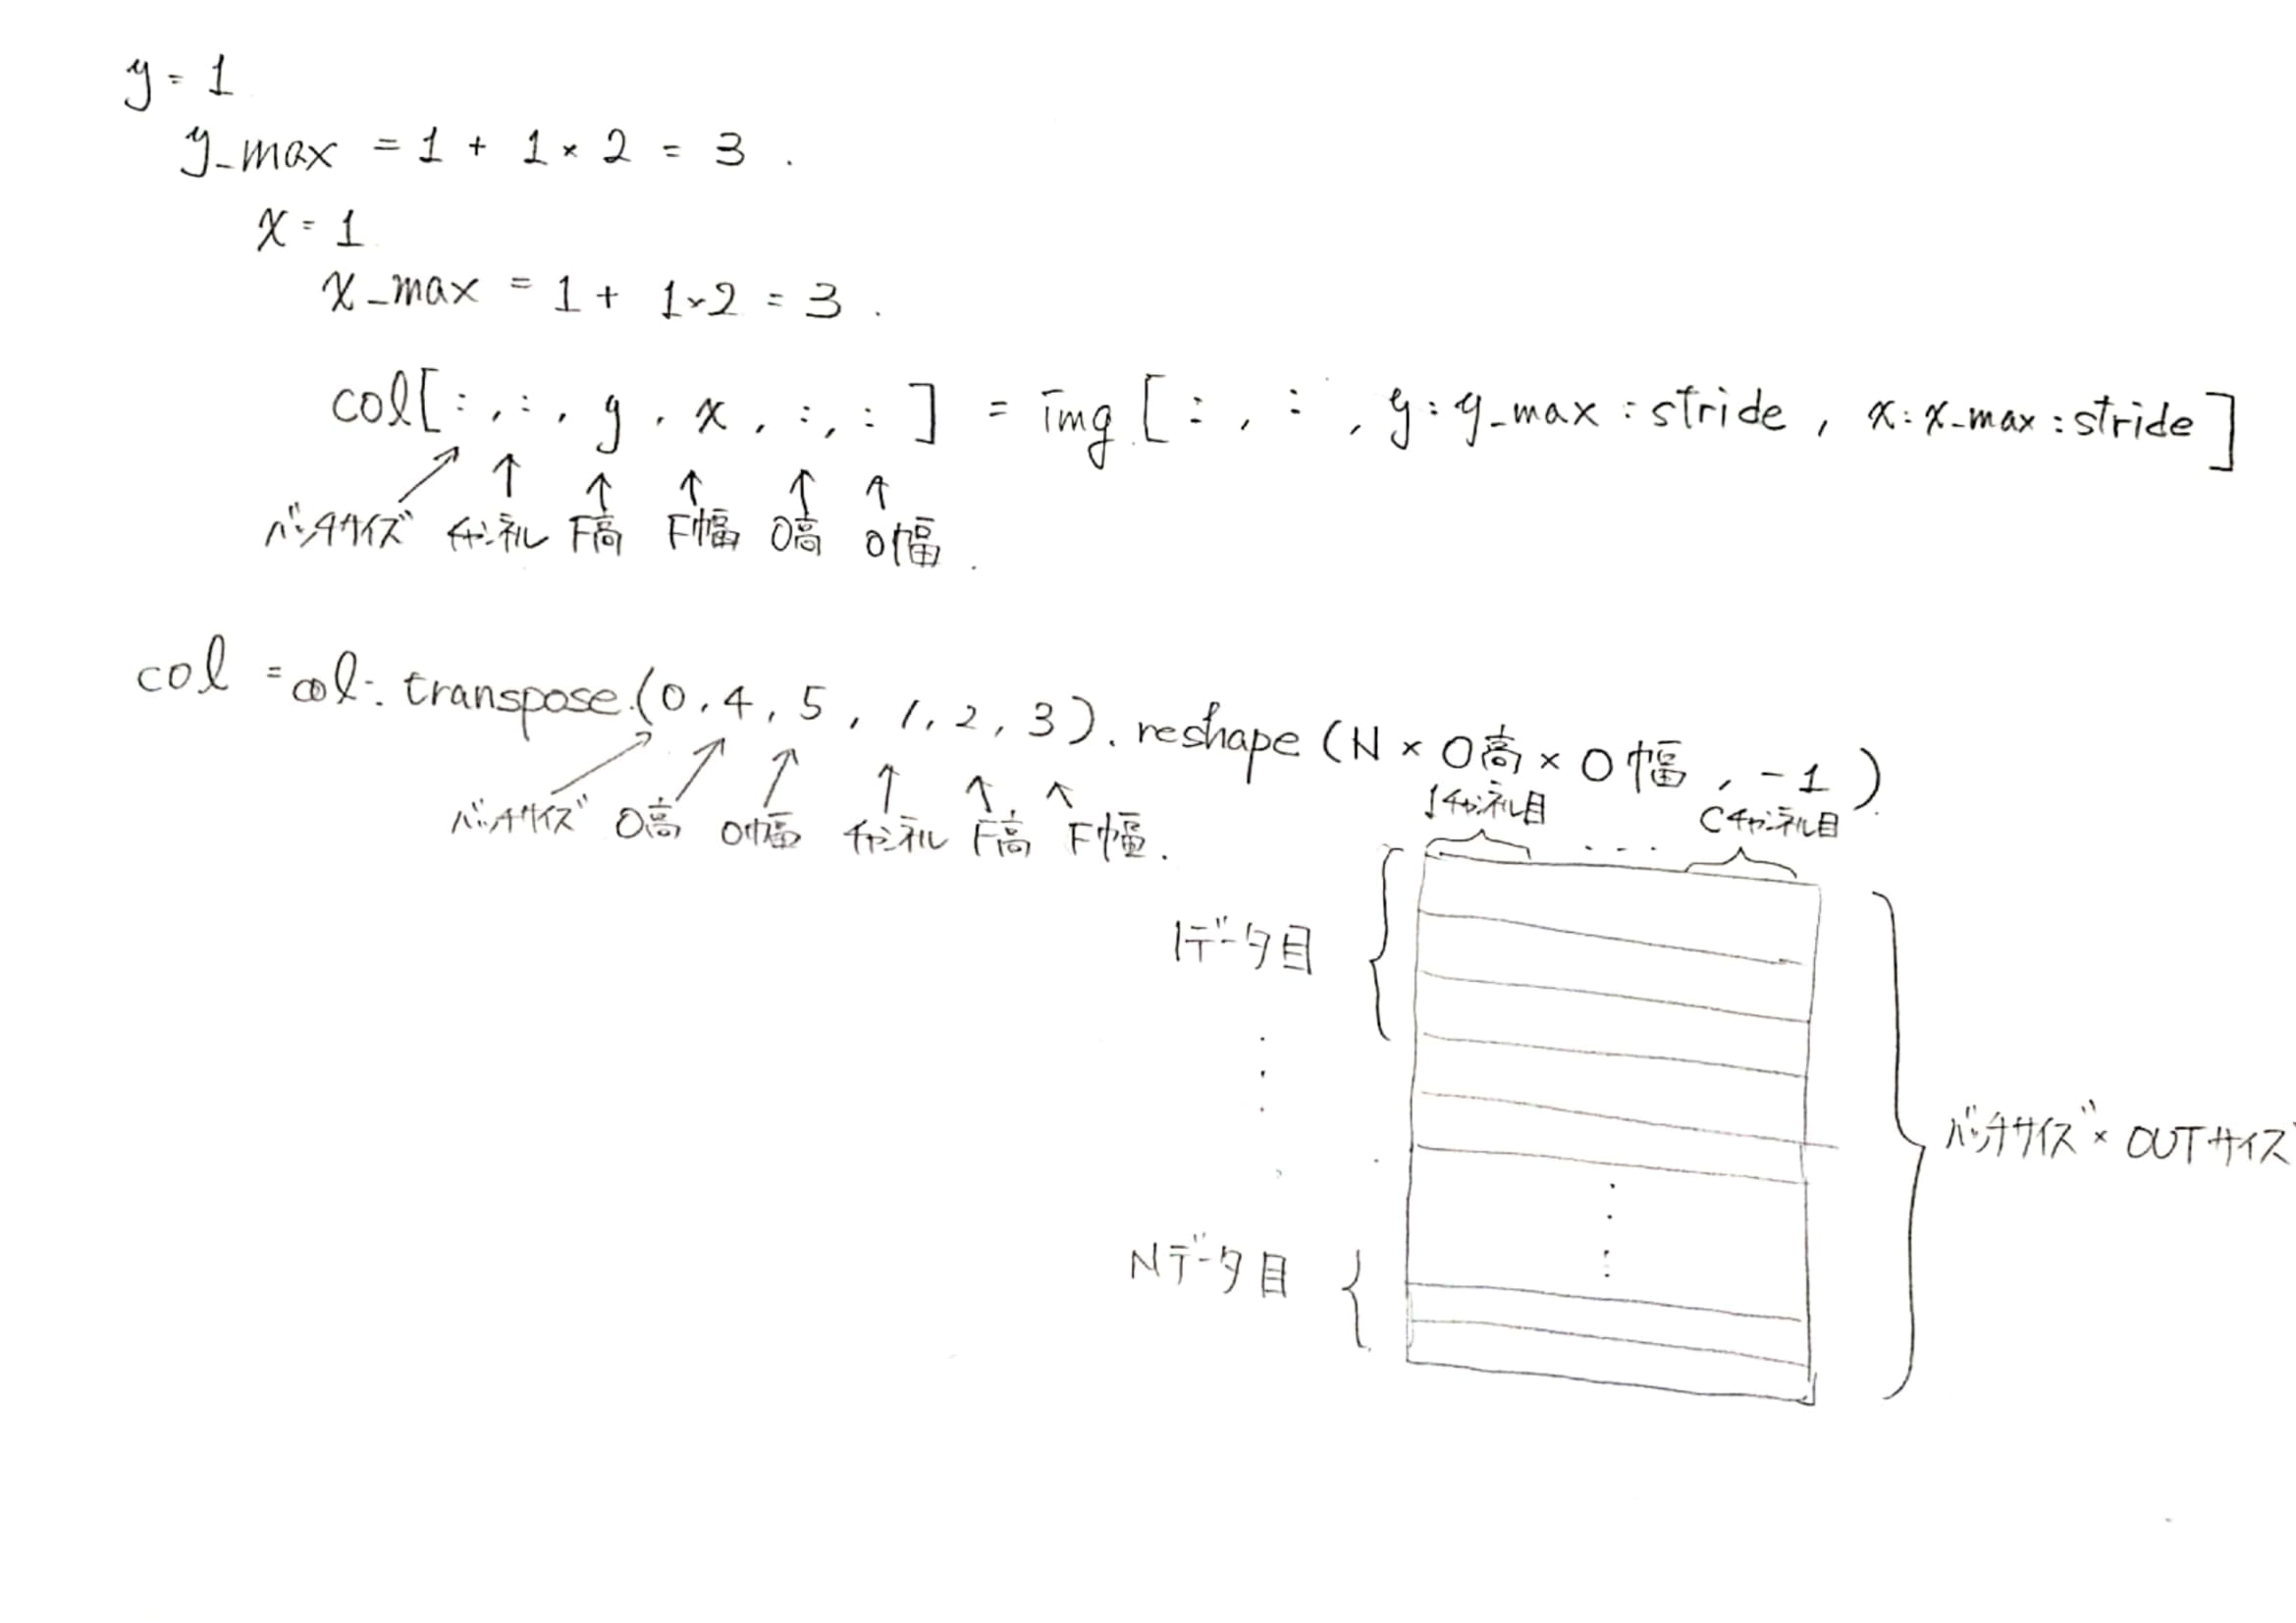 y = 1
y_max = 1 + 1 × 2 = 3 .
x = 1
x_max = 1 + 1×2 = 3 .
col[ : , : , y , x , : , : ] = img [ : , : , y : y_max : stride , x : x_max : stride ]
バッチサイズ チャンネル F高 F幅 O高 O幅 .
col = col . transpose (0, 4, 5, 1, 2, 3) . reshape (N × O高 × O幅 , -1 )
バッチサイズ O高 O幅 チャンネル F高 F幅 .
1チャンネル目 ... Cチャンネル目
1データ目
バッチサイズ × OUTサイズ
Nデータ目